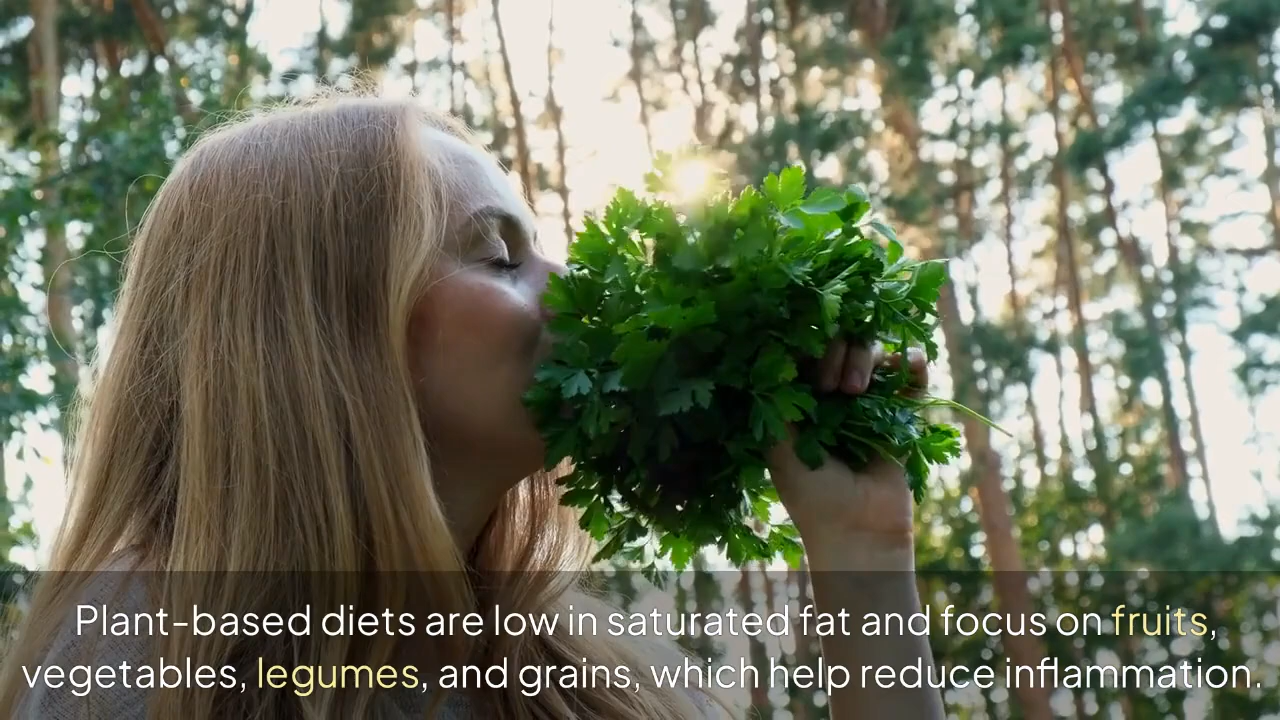 Plant-based diets are low in saturated fat and focus on fruits,
vegetables, legumes, and grains, which help reduce inflammation.